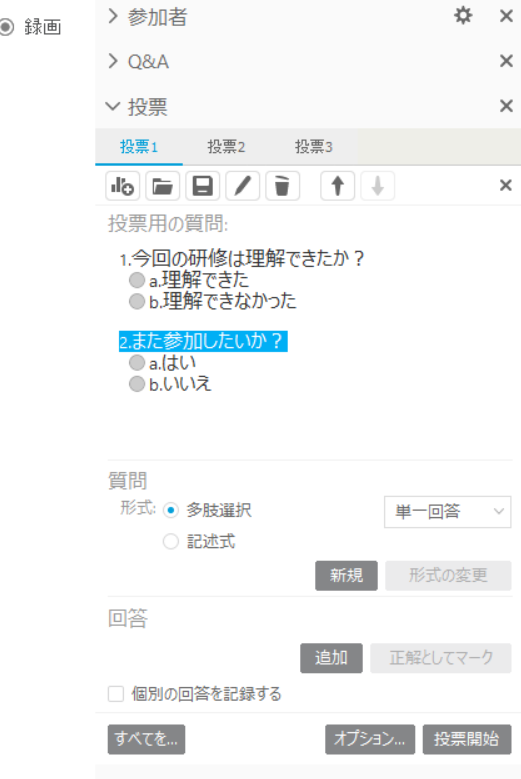 録画
参加者
Q&A
投票
投票1 投票2 投票3
投票用の質問:
1.今回の研修は理解できたか？
a.理解できた
b.理解できなかった
2.また参加したいか？
a.はい
b.いいえ
質問
形式: 多肢選択 単一回答
記述式
新規 形式の変更
回答
追加 正解としてマーク
個別の回答を記録する
すべてを... オプション... 投票開始